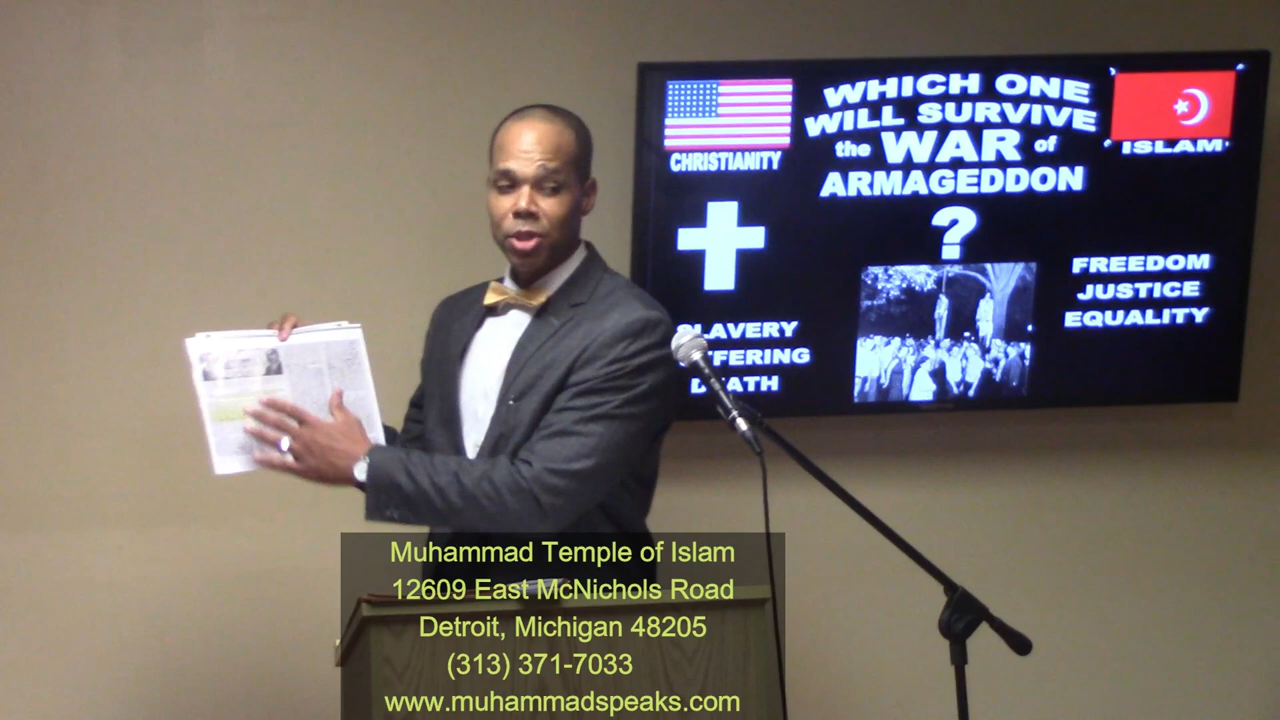 WHICH ONE
WILL SURVIVE
the WAR of
ARMAGEDDON
?
CHRISTIANITY
ISLAM
SLAVERY
DEATH
FREEDOM
JUSTICE
EQUALITY
Muhammad Temple of Islam
12609 East McNichols Road
Detroit, Michigan 48205
(313) 371-7033
www.muhammadspeaks.com